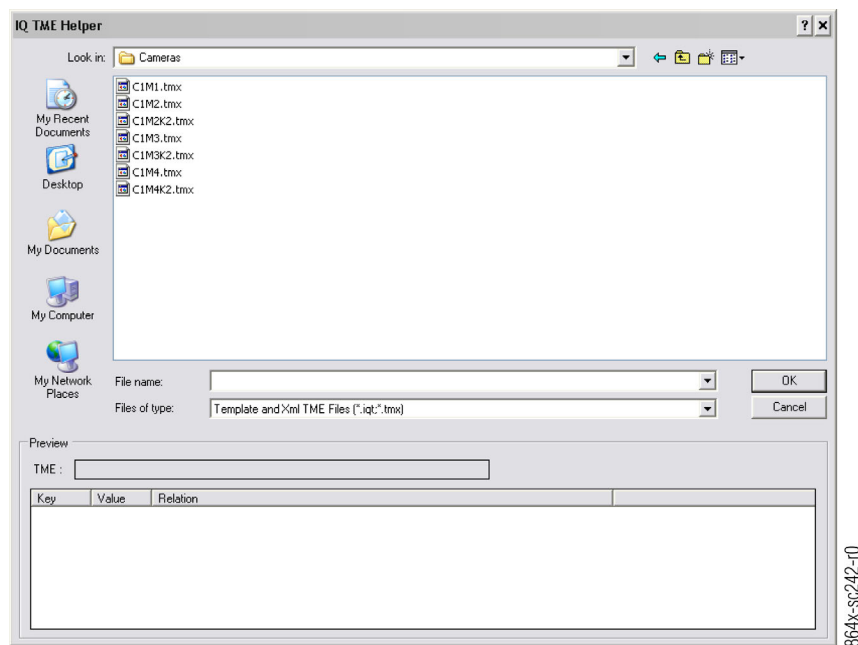 IQ TME Helper
Look in:
Cameras
My Recent
Documents
Desktop
My Documents
My Computer
My Network
Places
C1M1.tmx
C1M2.tmx
C1M2K2.tmx
C1M3.tmx
C1M3K2.tmx
C1M4.tmx
C1M4K2.tmx
File name:
OK
Files of type:
Template and Xml TME Files (*.iqt;*.tmx)
Cancel
Preview
TME :
Key Value Relation
864x-sc242-r0